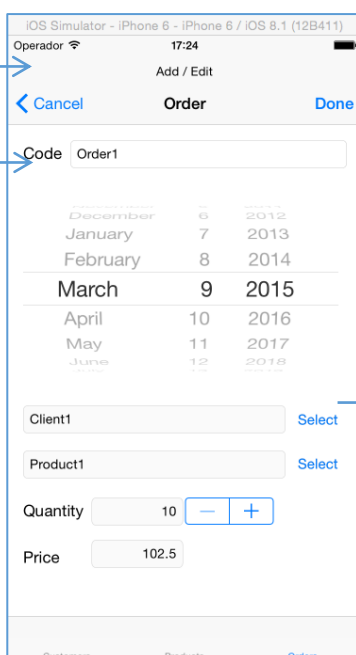 iOS Simulator - iPhone 6 - iPhone 6 / iOS 8.1 (12B411)
Operador 17:24
Add / Edit
Cancel Order Done
Code Order1
December 6 2012
January 7 2013
February 8 2014
March 9 2015
April 10 2016
May 11 2017
June 12 2018
Client1 Select
Product1 Select
Quantity 10 — +
Price 102.5